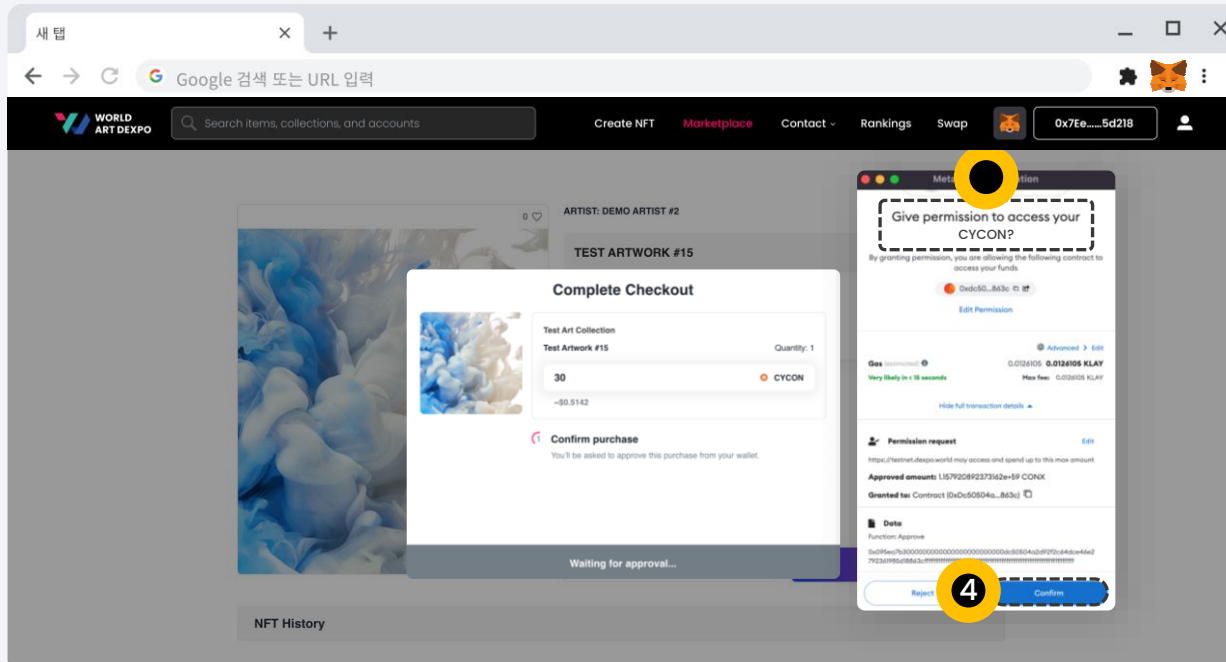 새 탭
Google 검색 또는 URL 입력
WORLD
ART DEXPO
Search items, collections, and accounts
Create NFT
Marketplace
Contact
Rankings
Swap
0x7Ee......5d218
0
ARTIST: DEMO ARTIST #2
TEST ARTWORK #15
Complete Checkout
Test Art Collection
Test Artwork #15
Quantity: 1
30
CYCON
~$0.5142
1
Confirm purchase
You'll be asked to approve this purchase from your wallet.
Waiting for approval...
NFT History
Give permission to access your
CYCON?
By granting permission, you are allowing the following contract to
access your funds
0xdc50...863c
Edit Permission
Advanced
Edit
Gas (estimated)
0.0126105 0.0126105 KLAY
Very likely in < 15 seconds
Max fee: 0.0126105 KLAY
Hide full transaction details
Permission request
Edit
https://testnet.dexpo.world may access and spend up to this max amount
Approved amount: 1.157920892373162e+59 CONX
Granted to: Contract (0xDc50504a...863c)
Data
Function: Approve
Reject
4
Confirm